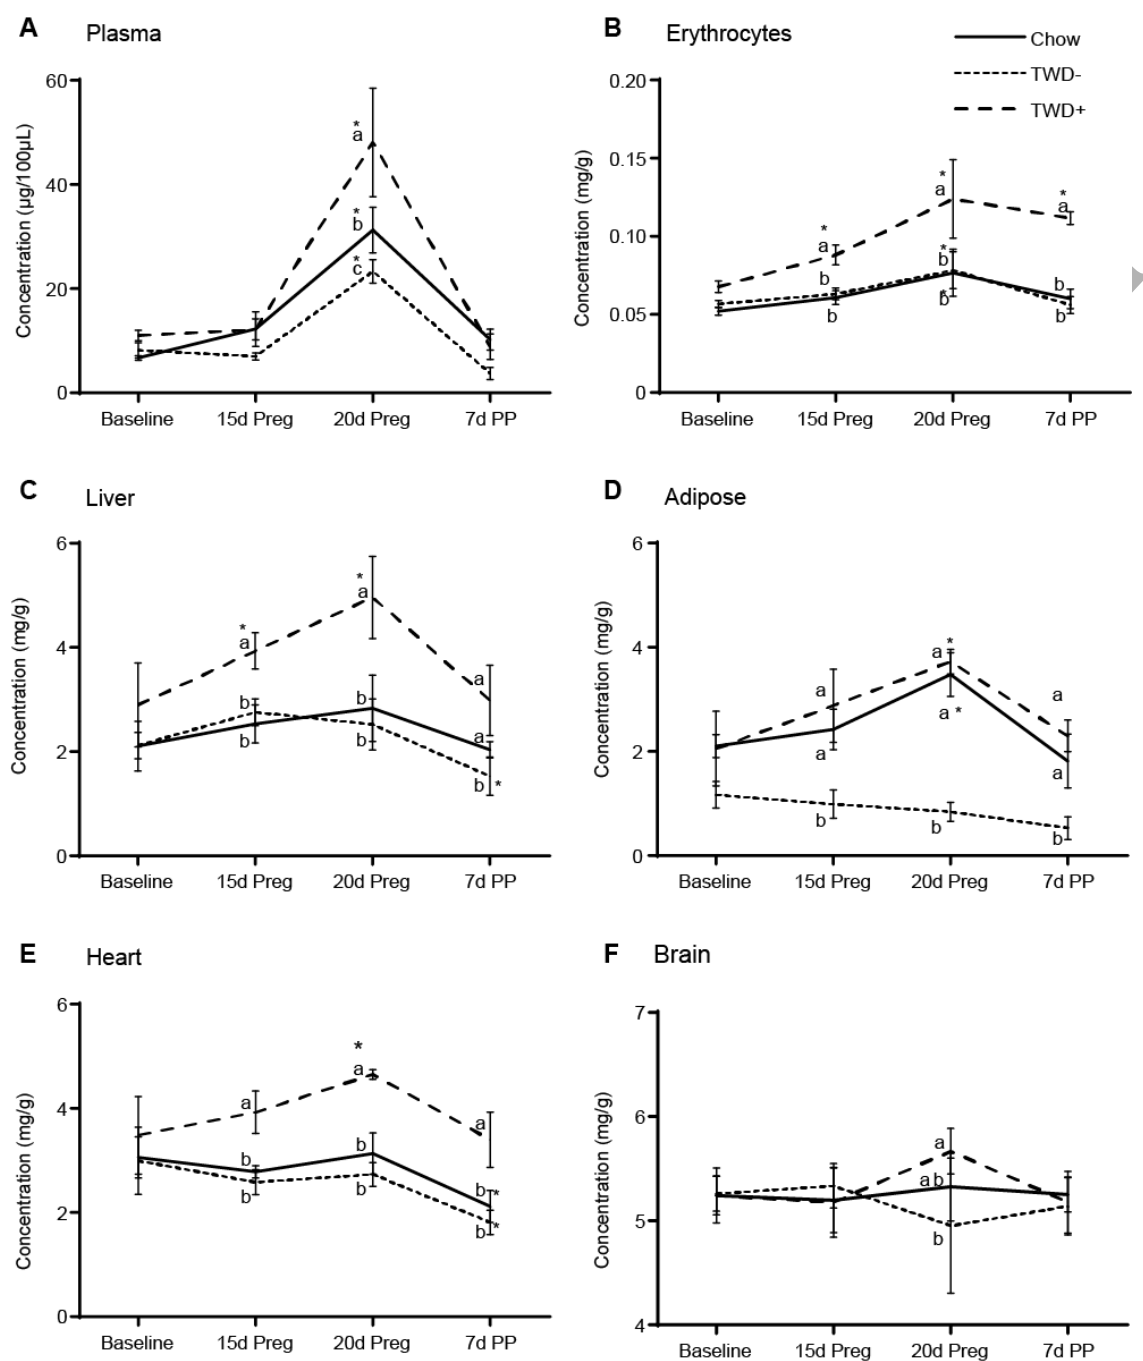 A Plasma
60
40
20
0
Concentration (µg/100µL)
*
a
*
b
*
c
Baseline 15d Preg 20d Preg 7d PP
B Erythrocytes
Chow
TWD-
TWD+
0.20
0.15
0.10
0.05
0
Concentration (mg/g)
*
a
b
b
*
a
*
b
*
b
*
a
b
b
Baseline 15d Preg 20d Preg 7d PP
C Liver
6
4
2
0
Concentration (mg/g)
*
a
b
b
*
a
b
b
a
a
b *
Baseline 15d Preg 20d Preg 7d PP
D Adipose
6
4
2
0
Concentration (mg/g)
a
a
b
*
a
a *
b
a
a
b
Baseline 15d Preg 20d Preg 7d PP
E Heart
6
4
2
0
Concentration (mg/g)
a
b
b
*
a
b
b
a
b *
b *
Baseline 15d Preg 20d Preg 7d PP
F Brain
7
6
5
4
Concentration (mg/g)
a
a b
b
Baseline 15d Preg 20d Preg 7d PP